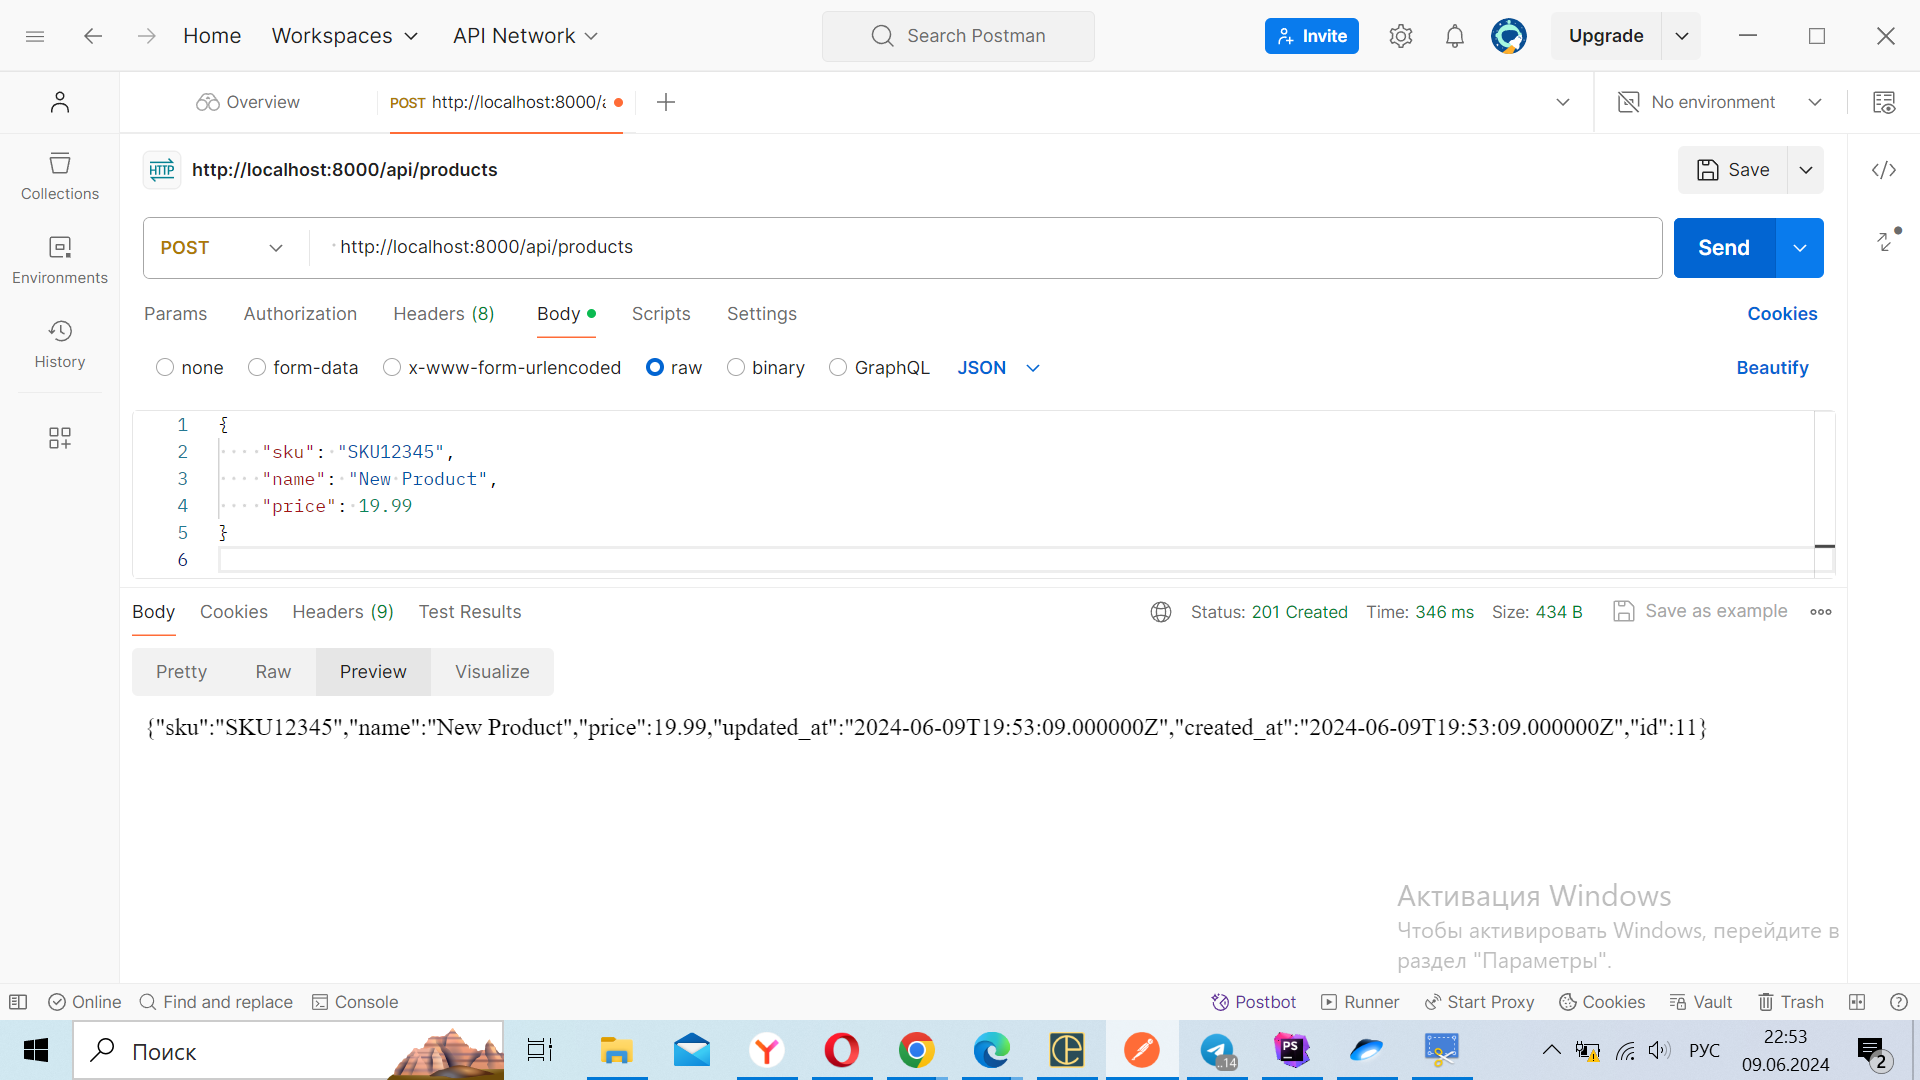 Home Workspaces API Network Search Postman Invite Upgrade
Overview POST http://localhost:8000/a No environment
HTTP http://localhost:8000/api/products Save
Collections
POST http://localhost:8000/api/products Send
Environments
Params Authorization Headers (8) Body Scripts Settings Cookies
History
none form-data x-www-form-urlencoded raw binary GraphQL JSON Beautify
1 {
2 "sku": "SKU12345",
3 "name": "New Product",
4 "price": 19.99
5 }
6
Body Cookies Headers (9) Test Results Status: 201 Created Time: 346 ms Size: 434 B Save as example
Pretty Raw Preview Visualize
{"sku":"SKU12345","name":"New Product","price":19.99,"updated_at":"2024-06-09T19:53:09.000000Z","created_at":"2024-06-09T19:53:09.000000Z","id":11}
Активация Windows
Чтобы активировать Windows, перейдите в
раздел "Параметры".
Online Find and replace Console Postbot Runner Start Proxy Cookies Vault Trash
Поиск ..14 PS РУС 22:53
09.06.2024 2